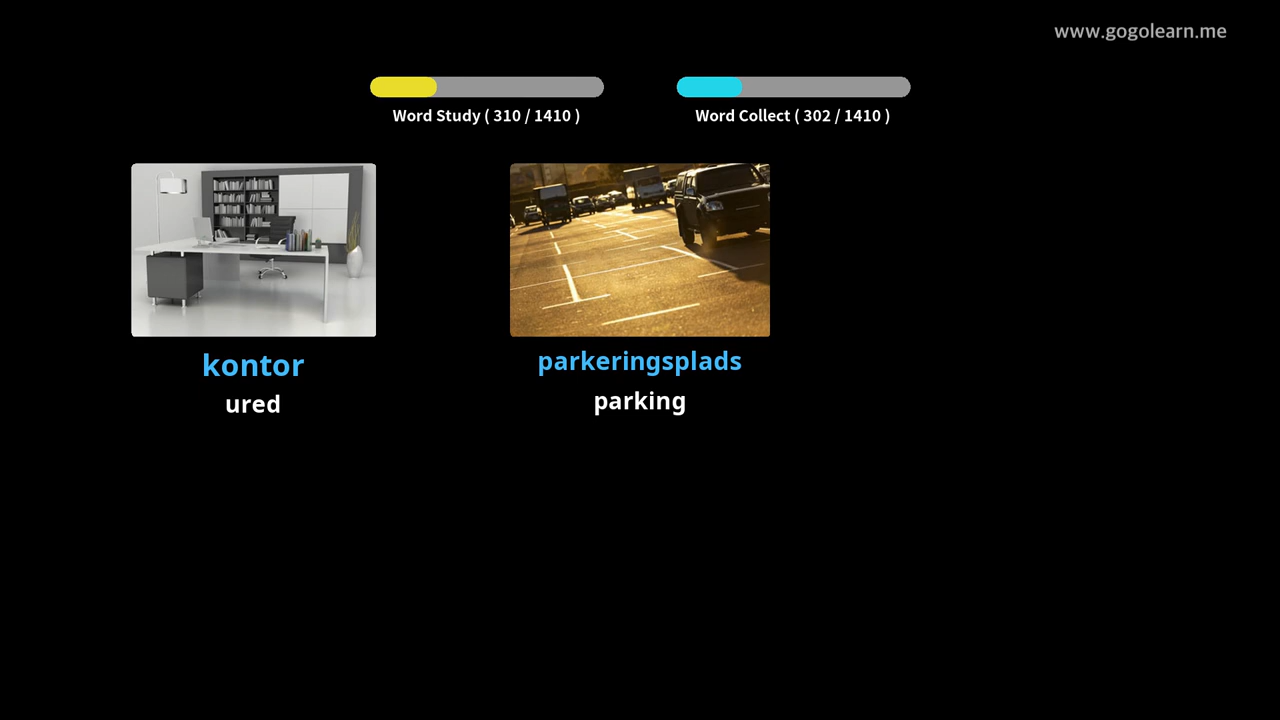 www.gogolearn.me
Word Study ( 310 / 1410 )
Word Collect ( 302 / 1410 )
kontor
ured
parkeringsplads
parking